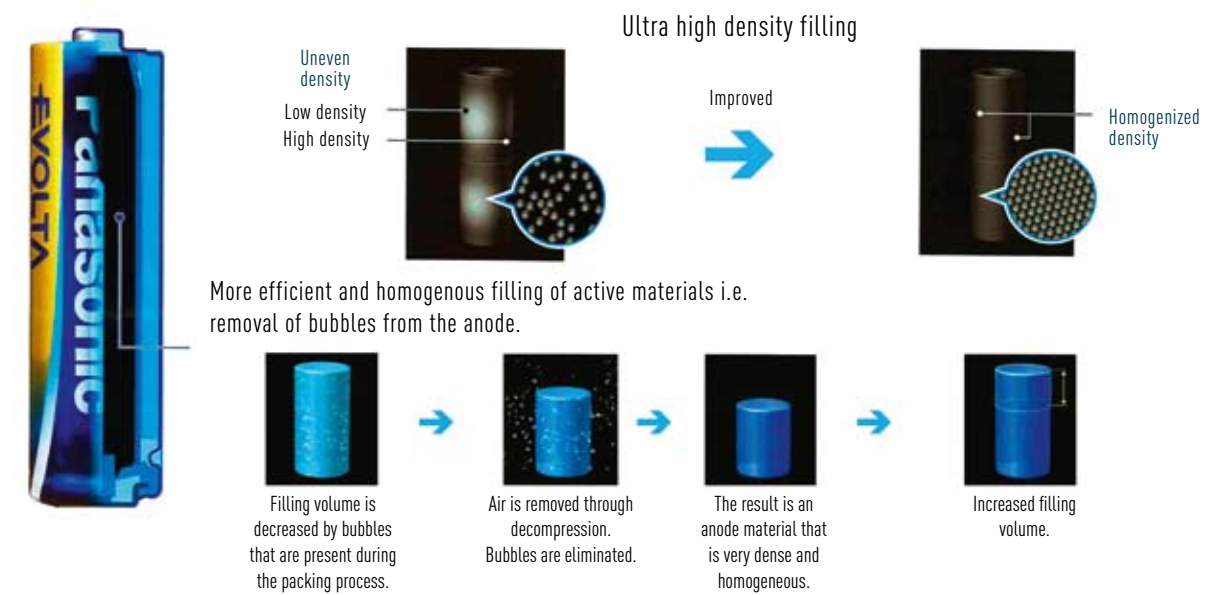 Ultra high density filling
Uneven
density
Low density
High density
Improved
Homogenized
density
EVOLTA
Panasonic
More efficient and homogenous filling of active materials i.e.
removal of bubbles from the anode.
Filling volume is
decreased by bubbles
that are present during
the packing process.
Air is removed through
decompression.
Bubbles are eliminated.
The result is an
anode material that
is very dense and
homogeneous.
Increased filling
volume.